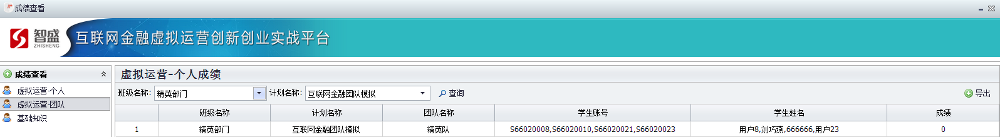 成绩查看
智盛
ZHISHENG
互联网金融虚拟运营创新创业实战平台
成绩查看
虚拟运营-个人
虚拟运营-团队
基础知识
虚拟运营-个人成绩
班级名称: 精英部门 计划名称: 互联网金融团队模拟 查询 导出
班级名称 计划名称 团队名称 学生账号 学生姓名 成绩
1 精英部门 互联网金融团队模拟 精英队 S66020008,S66020010,S66020021,S66020023 用户8,刘巧燕,666666,用户23 0